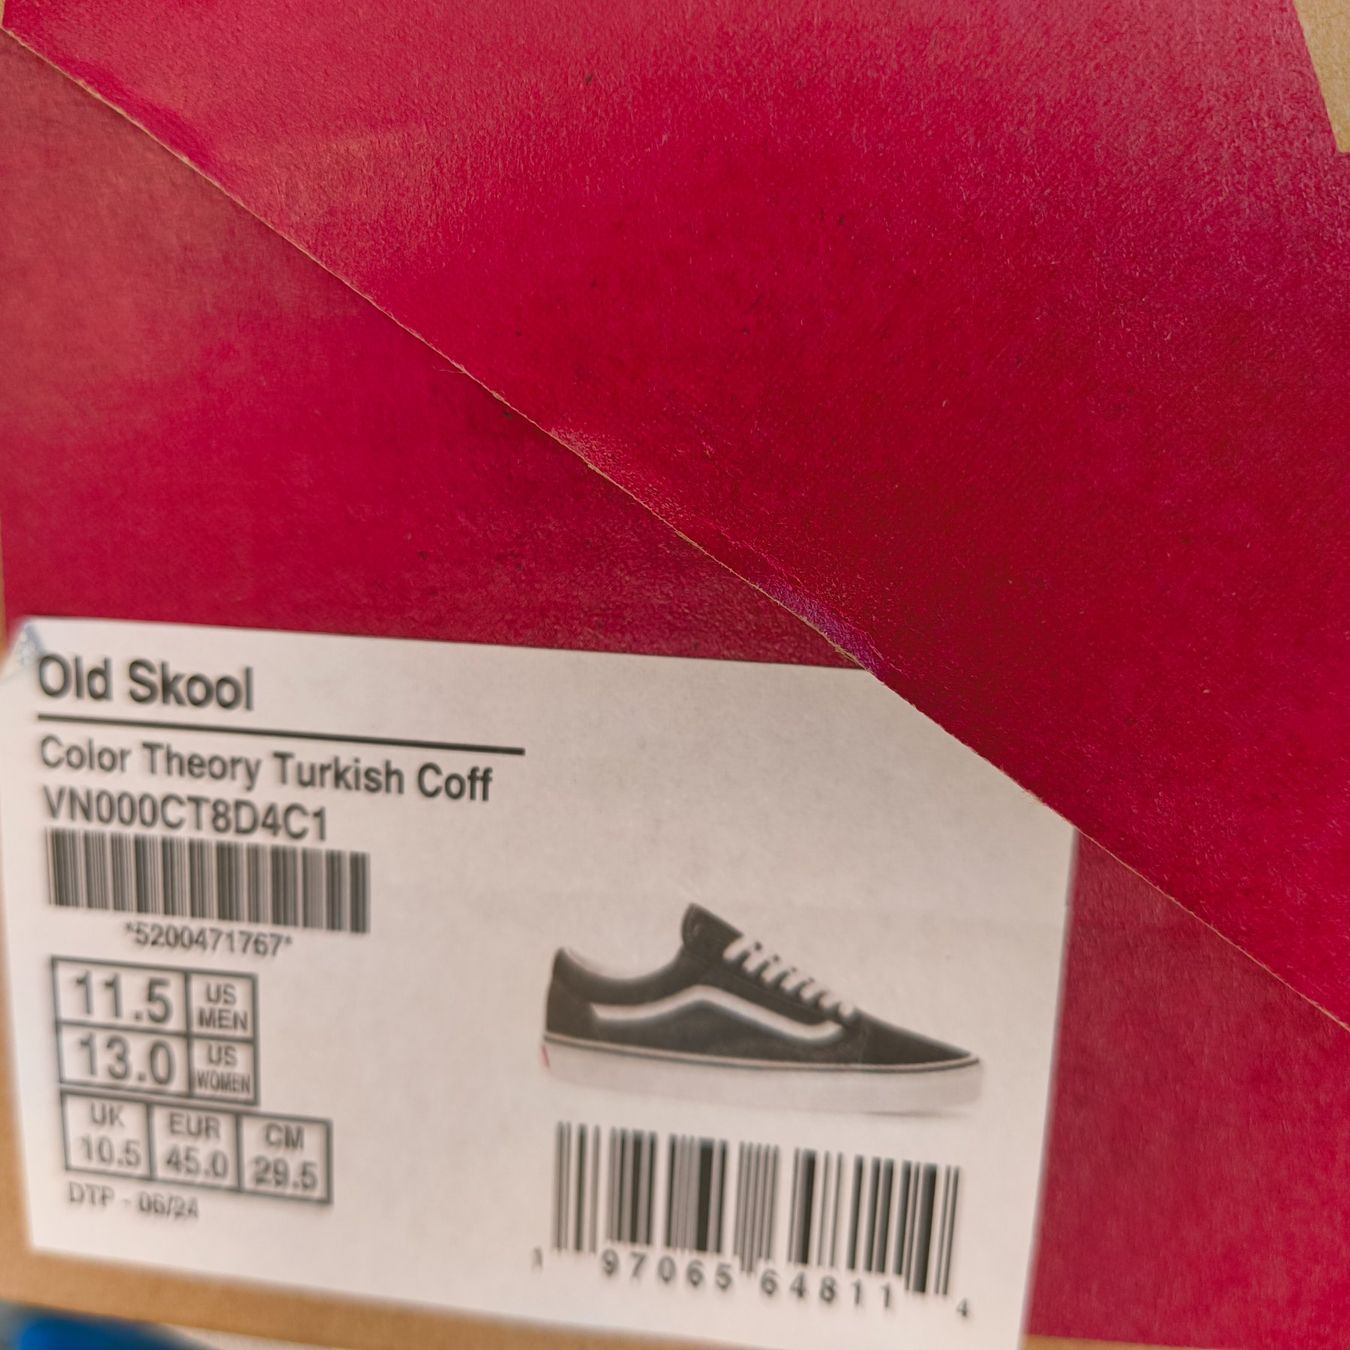 Old Skool
Color Theory Turkish Coff
VN000CT8D4C1
*5200471767*
11.5 US MEN
13.0 US WOMEN
UK EUR CM
10.5 45.0 29.5
DTP - 06/24
1 97065 64811 4